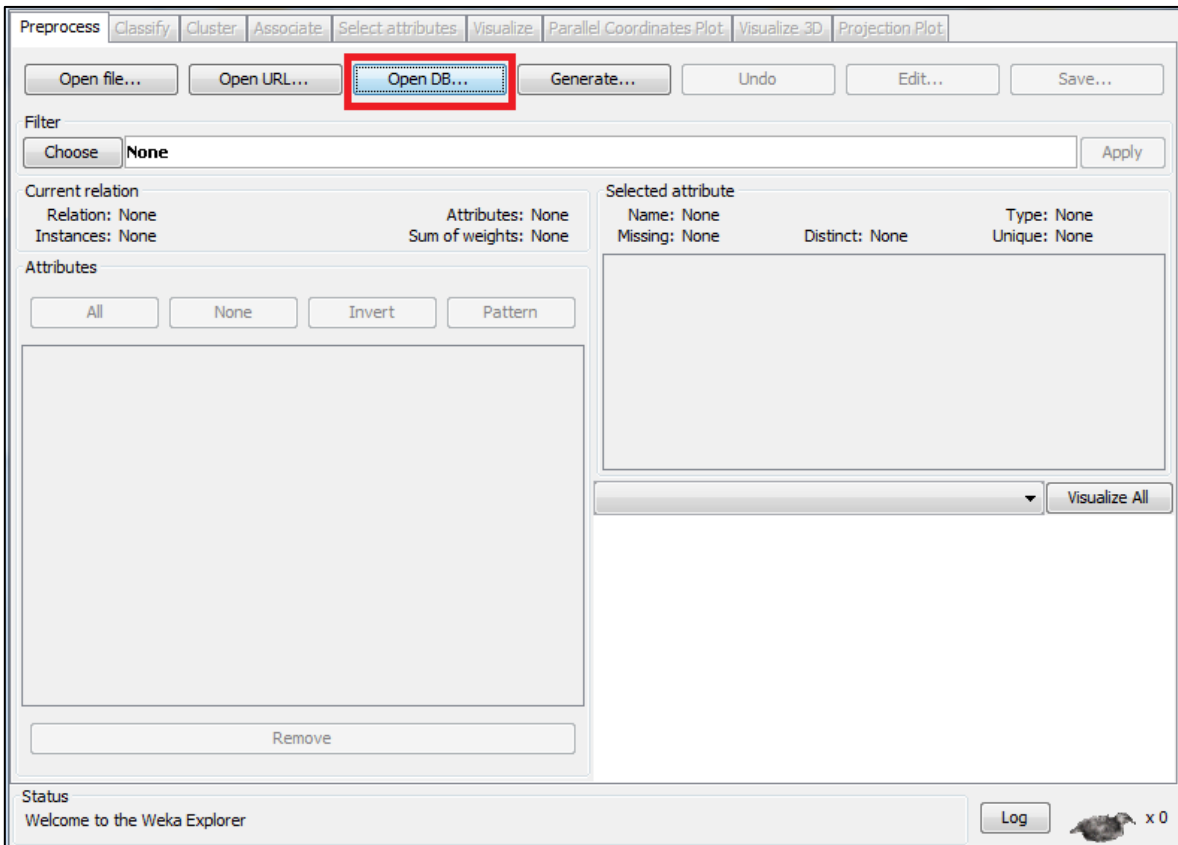 Preprocess Classify Cluster Associate Select attributes Visualize Parallel Coordinates Plot Visualize 3D Projection Plot
Open file... Open URL... Open DB... Generate... Undo Edit... Save...
Filter
Choose None Apply
Current relation
Relation: None Attributes: None
Instances: None Sum of weights: None
Selected attribute
Name: None Type: None
Missing: None Distinct: None Unique: None
Attributes
All None Invert Pattern
Visualize All
Remove
Status
Welcome to the Weka Explorer
Log x 0